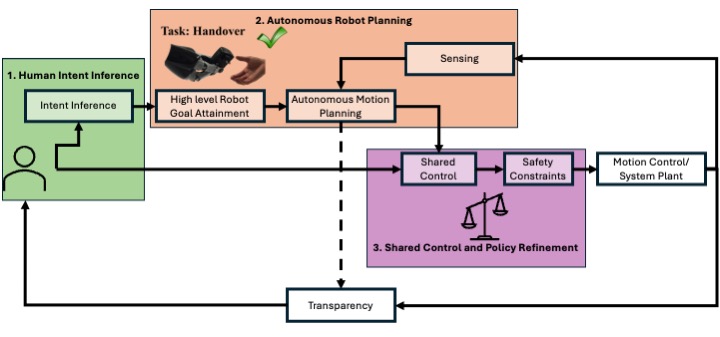 2. Autonomous Robot Planning
Task: Handover
Sensing
1. Human Intent Inference
Intent Inference
High level Robot
Goal Attainment
Autonomous Motion
Planning
Shared
Control
Safety
Constraints
Motion Control/
System Plant
3. Shared Control and Policy Refinement
Transparency